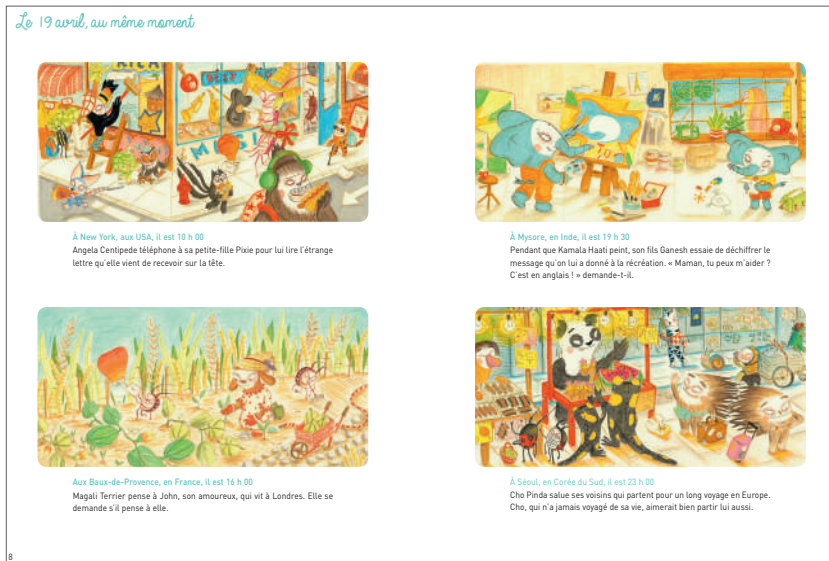 Le 19 avril, au même moment
RICA
BEST
MUSI
À New York, aux USA, il est 10 h 00
Angela Centipede téléphone à sa petite-fille Pixie pour lui lire l'étrange
lettre qu'elle vient de recevoir sur la tête.
À Mysore, en Inde, il est 19 h 30
Pendant que Kamala Haati peint, son fils Ganesh essaie de déchiffrer le
message qu'on lui a donné à la récréation. « Maman, tu peux m'aider ?
C'est en anglais ! » demande-t-il.
Aux Baux-de-Provence, en France, il est 16 h 00
Magali Terrier pense à John, son amoureux, qui vit à Londres. Elle se
demande s'il pense à elle.
À Séoul, en Corée du Sud, il est 23 h 00
Cho Pinda salue ses voisins qui partent pour un long voyage en Europe.
Cho, qui n'a jamais voyagé de sa vie, aimerait bien partir lui aussi.
8